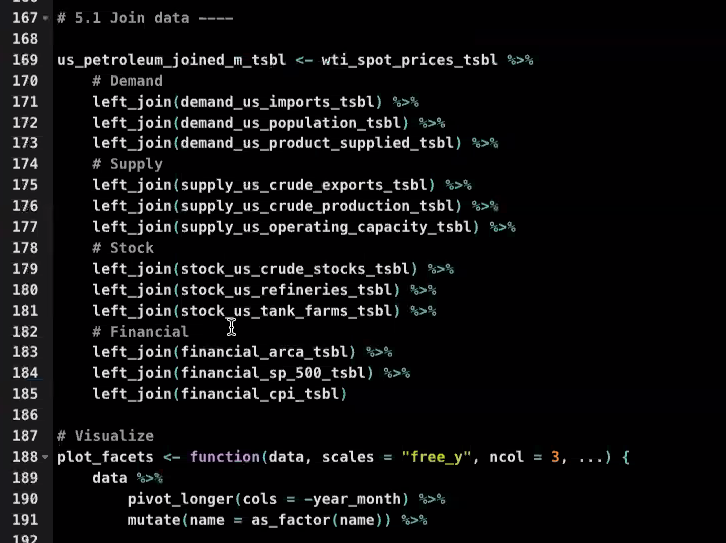 167 # 5.1 Join data ----
168
169 us_petroleum_joined_m_tsbl <- wti_spot_prices_tsbl %>%
170     # Demand
171     left_join(demand_us_imports_tsbl) %>%
172     left_join(demand_us_population_tsbl) %>%
173     left_join(demand_us_product_supplied_tsbl) %>%
174     # Supply
175     left_join(supply_us_crude_exports_tsbl) %>%
176     left_join(supply_us_crude_production_tsbl) %>%
177     left_join(supply_us_operating_capacity_tsbl) %>%
178     # Stock
179     left_join(stock_us_crude_stocks_tsbl) %>%
180     left_join(stock_us_refineries_tsbl) %>%
181     left_join(stock_us_tank_farms_tsbl) %>%
182     # Financial
183     left_join(financial_arca_tsbl) %>%
184     left_join(financial_sp_500_tsbl) %>%
185     left_join(financial_cpi_tsbl)
186
187 # Visualize
188 plot_facets <- function(data, scales = "free_y", ncol = 3, ...) {
189     data %>%
190         pivot_longer(cols = -year_month) %>%
191         mutate(name = as_factor(name)) %>%
192